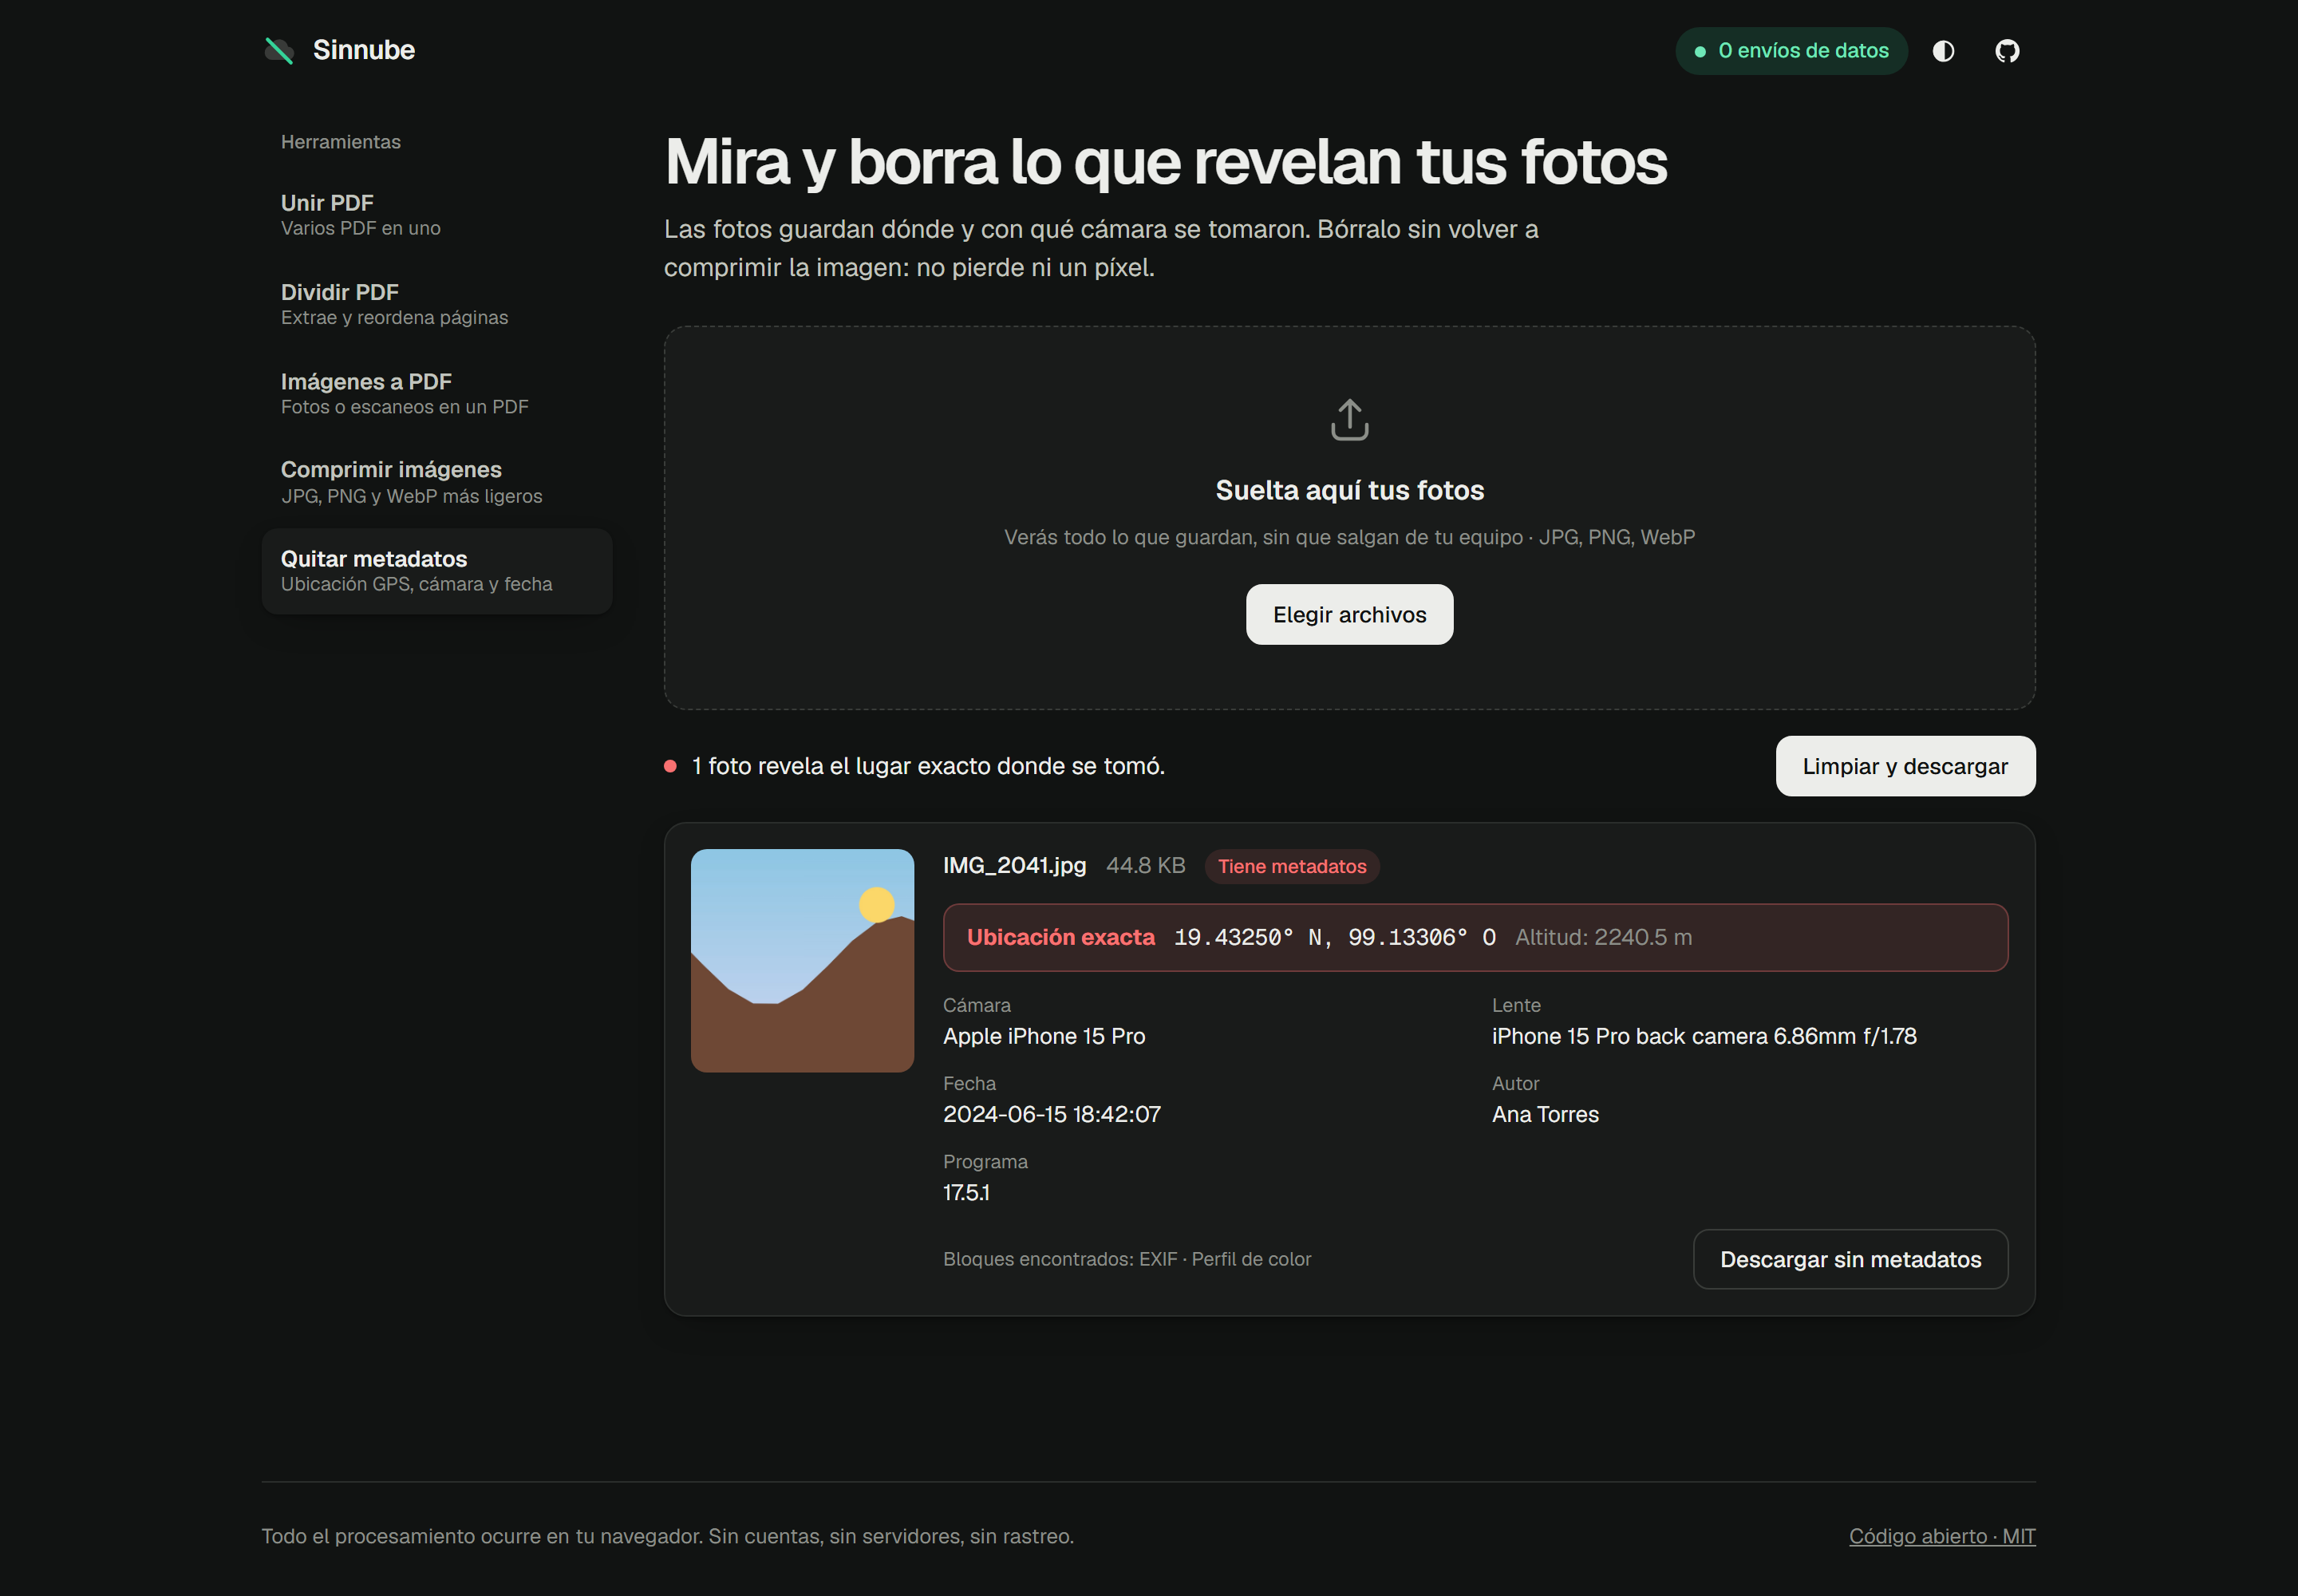 Sinnube
0 envíos de datos
Herramientas
Unir PDF
Varios PDF en uno
Dividir PDF
Extrae y reordena páginas
Imágenes a PDF
Fotos o escaneos en un PDF
Comprimir imágenes
JPG, PNG y WebP más ligeros
Quitar metadatos
Ubicación GPS, cámara y fecha
Mira y borra lo que revelan tus fotos
Las fotos guardan dónde y con qué cámara se tomaron. Bórralo sin volver a
comprimir la imagen: no pierde ni un píxel.
Suelta aquí tus fotos
Verás todo lo que guardan, sin que salgan de tu equipo · JPG, PNG, WebP
Elegir archivos
1 foto revela el lugar exacto donde se tomó.
Limpiar y descargar
IMG_2041.jpg 44.8 KB Tiene metadatos
Ubicación exacta 19.43250° N, 99.13306° O Altitud: 2240.5 m
Cámara
Apple iPhone 15 Pro
Lente
iPhone 15 Pro back camera 6.86mm f/1.78
Fecha
2024-06-15 18:42:07
Autor
Ana Torres
Programa
17.5.1
Bloques encontrados: EXIF · Perfil de color
Descargar sin metadatos
Todo el procesamiento ocurre en tu navegador. Sin cuentas, sin servidores, sin rastreo.
Código abierto · MIT